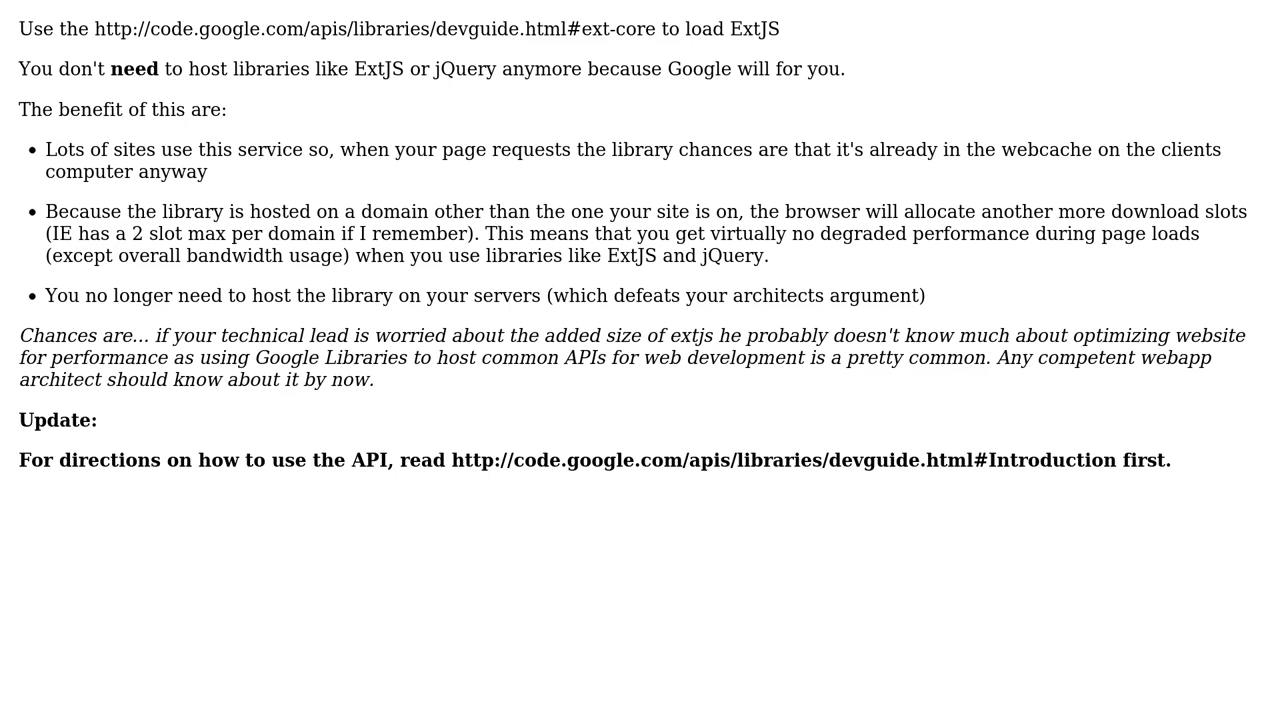 Use the http://code.google.com/apis/libraries/devguide.html#ext-core to load ExtJS
You don't need to host libraries like ExtJS or jQuery anymore because Google will for you.
The benefit of this are:
• Lots of sites use this service so, when your page requests the library chances are that it's already in the webcache on the clients
computer anyway
• Because the library is hosted on a domain other than the one your site is on, the browser will allocate another more download slots
(IE has a 2 slot max per domain if I remember). This means that you get virtually no degraded performance during page loads
(except overall bandwidth usage) when you use libraries like ExtJS and jQuery.
• You no longer need to host the library on your servers (which defeats your architects argument)
Chances are... if your technical lead is worried about the added size of extjs he probably doesn't know much about optimizing website
for performance as using Google Libraries to host common APIs for web development is a pretty common. Any competent webapp
architect should know about it by now.
Update:
For directions on how to use the API, read http://code.google.com/apis/libraries/devguide.html#Introduction first.